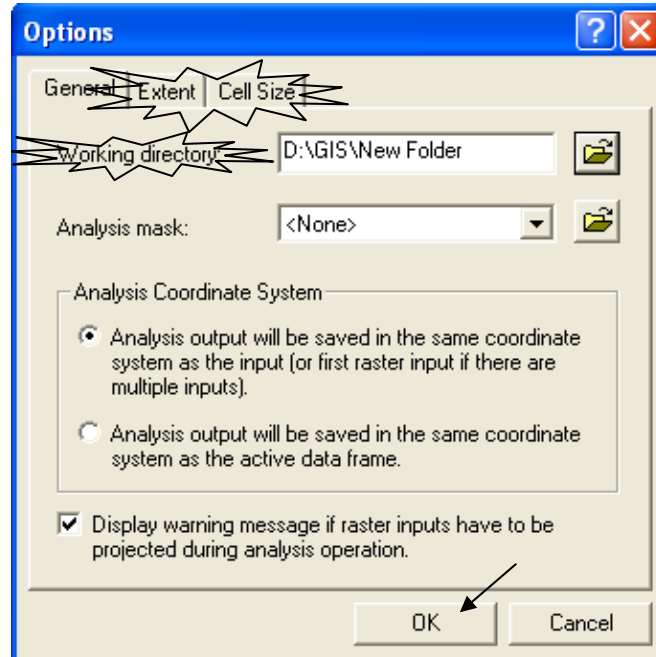 Options
General Extent Cell Size
Working directory: D:\GIS\New Folder
Analysis mask: <None>
Analysis Coordinate System
Analysis output will be saved in the same coordinate
system as the input (or first raster input if there are
multiple inputs).
Analysis output will be saved in the same coordinate
system as the active data frame.
Display warning message if raster inputs have to be
projected during analysis operation.
OK Cancel